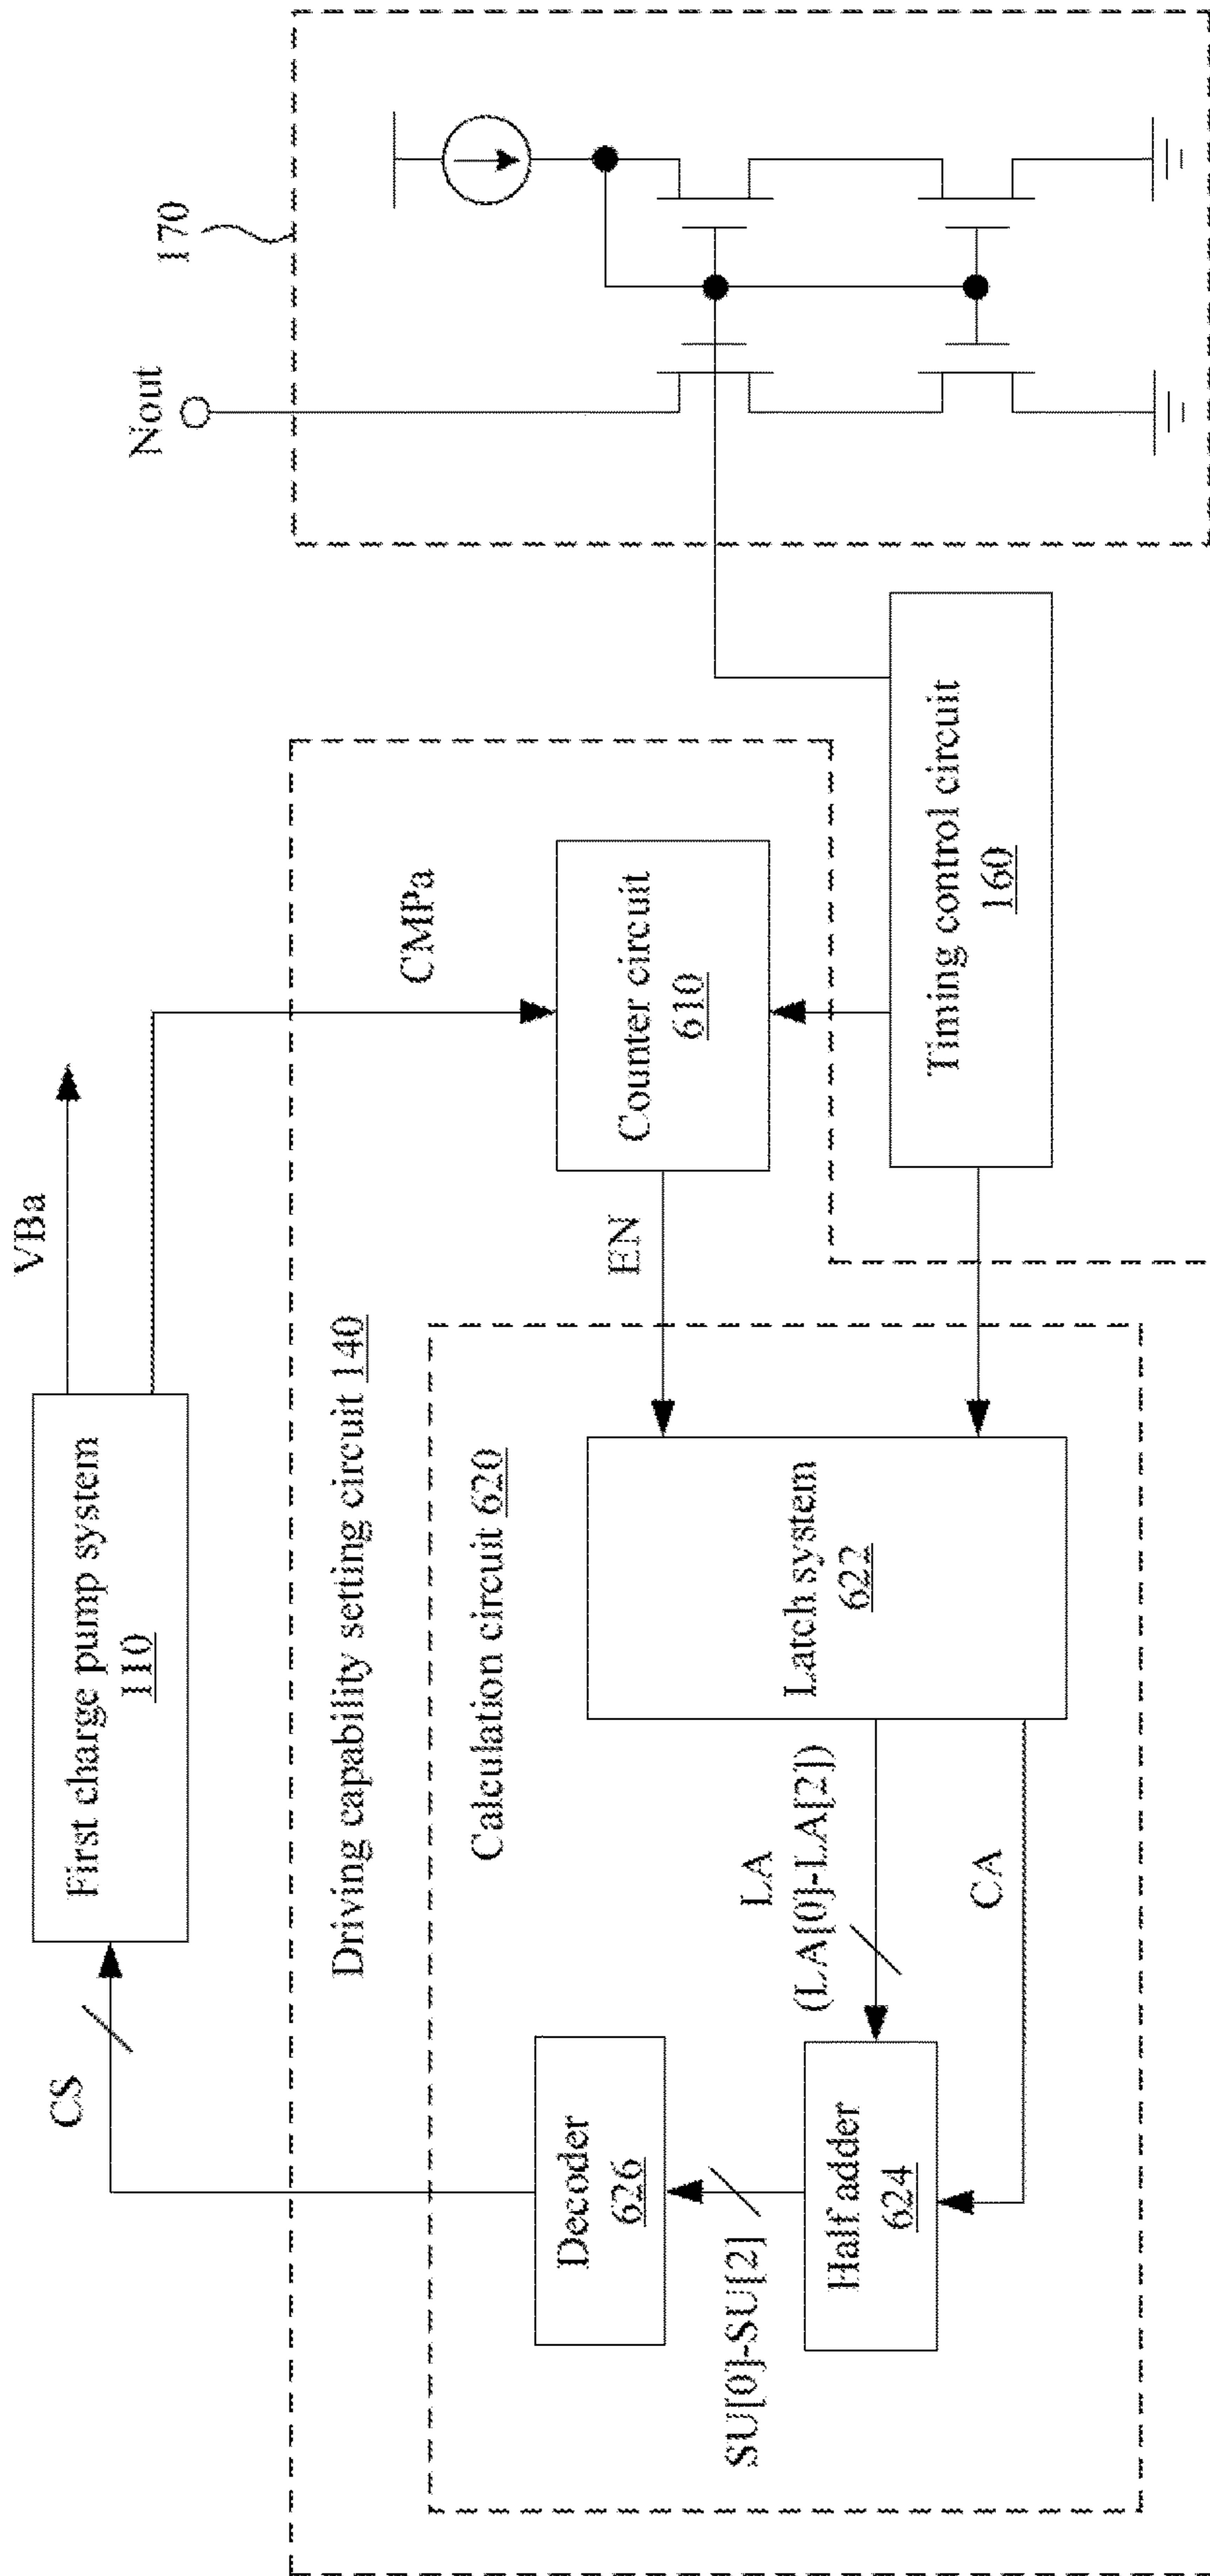 VBa
First charge pump system
110
CS
Driving capability setting circuit 140
CMPa
Nout
170
Calculation circuit 620
Decoder
626
EN
Counter circuit
610
SU[0]-SU[2]
Half adder
624
LA
(LA[0]-LA[2])
CA
Latch system
622
Timing control circuit
160